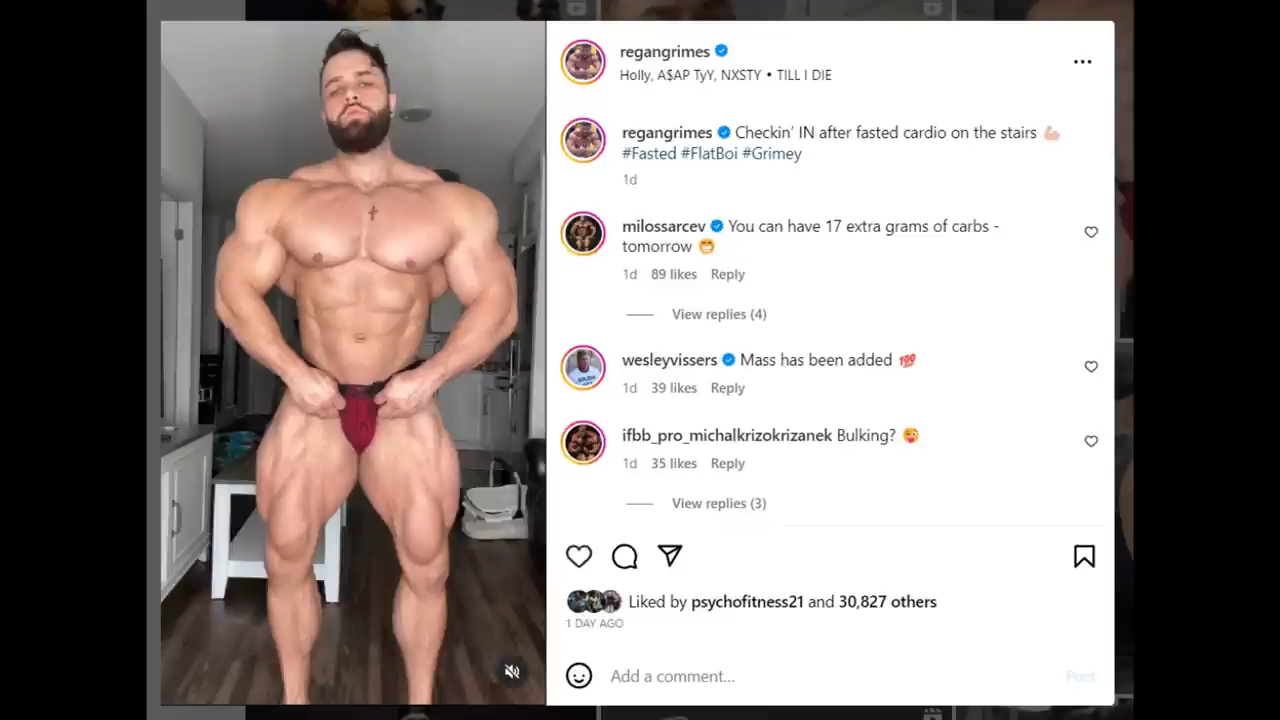 regangrimes
Holly, A$AP TyY, NXSTY • TILL I DIE
regangrimes Checkin' IN after fasted cardio on the stairs 💪🏻
#Fasted #FlatBoi #Grimey
1d
milossarcev You can have 17 extra grams of carbs -
tomorrow 😁
1d 89 likes Reply
View replies (4)
wesleyvissers Mass has been added 💯
1d 39 likes Reply
ifbb_pro_michalkrizokrizanek Bulking? 😜
1d 35 likes Reply
View replies (3)
Liked by psychofitness21 and 30,827 others
1 DAY AGO
Add a comment...
Post